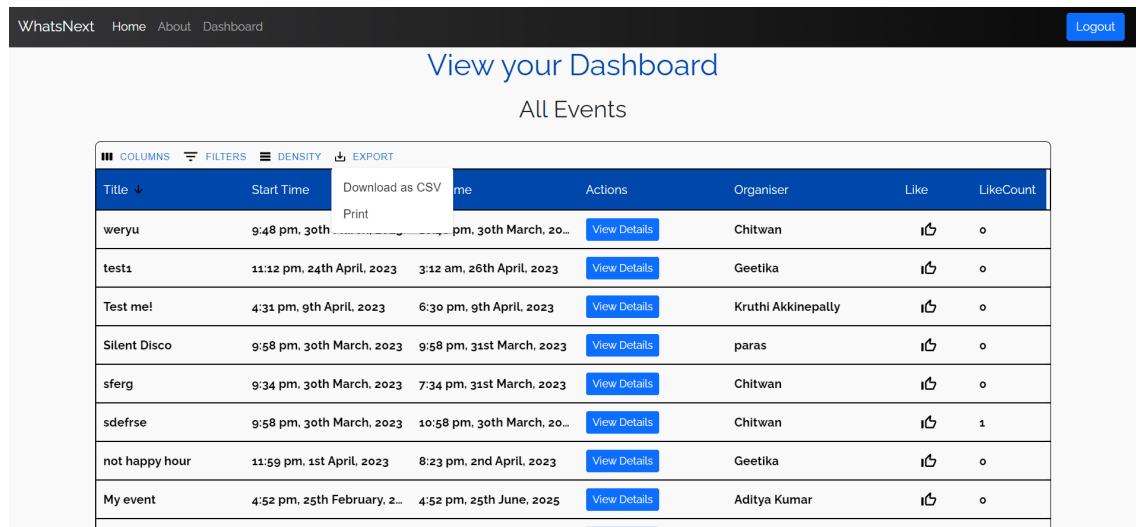 WhatsNext Home About Dashboard Logout
View your Dashboard
All Events
COLUMNS FILTERS DENSITY EXPORT
Download as CSV
Print
Title Start Time me Actions Organiser Like LikeCount
weryu 9:48 pm, 30th pm, 30th March, 20... View Details Chitwan 0
test1 11:12 pm, 24th April, 2023 3:12 am, 26th April, 2023 View Details Geetika 0
Test me! 4:31 pm, 9th April, 2023 6:30 pm, 9th April, 2023 View Details Kruthi Akkinepally 0
Silent Disco 9:58 pm, 30th March, 2023 9:58 pm, 31st March, 2023 View Details paras 0
sferg 9:34 pm, 30th March, 2023 7:34 pm, 31st March, 2023 View Details Chitwan 0
sdefrse 9:58 pm, 30th March, 2023 10:58 pm, 30th March, 20... View Details Chitwan 1
not happy hour 11:59 pm, 1st April, 2023 8:23 pm, 2nd April, 2023 View Details Geetika 0
My event 4:52 pm, 25th February, 2... 4:52 pm, 25th June, 2025 View Details Aditya Kumar 0